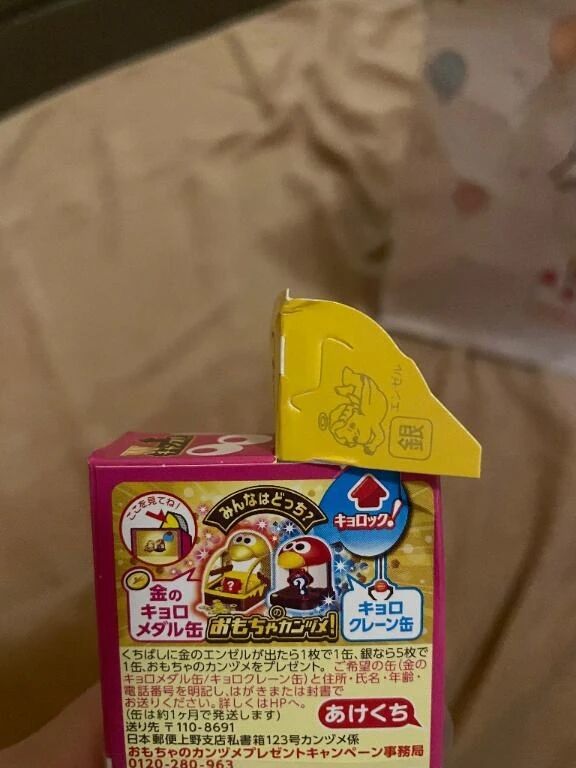 エンゼル
銀
ここを見てね!
みんなはどっち?
キョロック!
?
?
金の
キョロ
メダル缶
の
おもちゃカンヅメ!
キョロ
クレーン缶
くちばしに金のエンゼルが出たら1枚で1缶、銀なら5枚で
1缶、おもちゃのカンヅメをプレゼント。ご希望の缶(金の
キョロメダル缶/キョロクレーン缶)と住所・氏名・年齢・
電話番号を明記し、はがきまたは封書で
お送りください。詳しくはHPへ。
(缶は約1ヶ月で発送します)
あけくち
送り先 〒110-8691
日本郵便上野支店私書箱123号カンヅメ係
おもちゃのカンヅメプレゼントキャンペーン事務局
0120-280-963